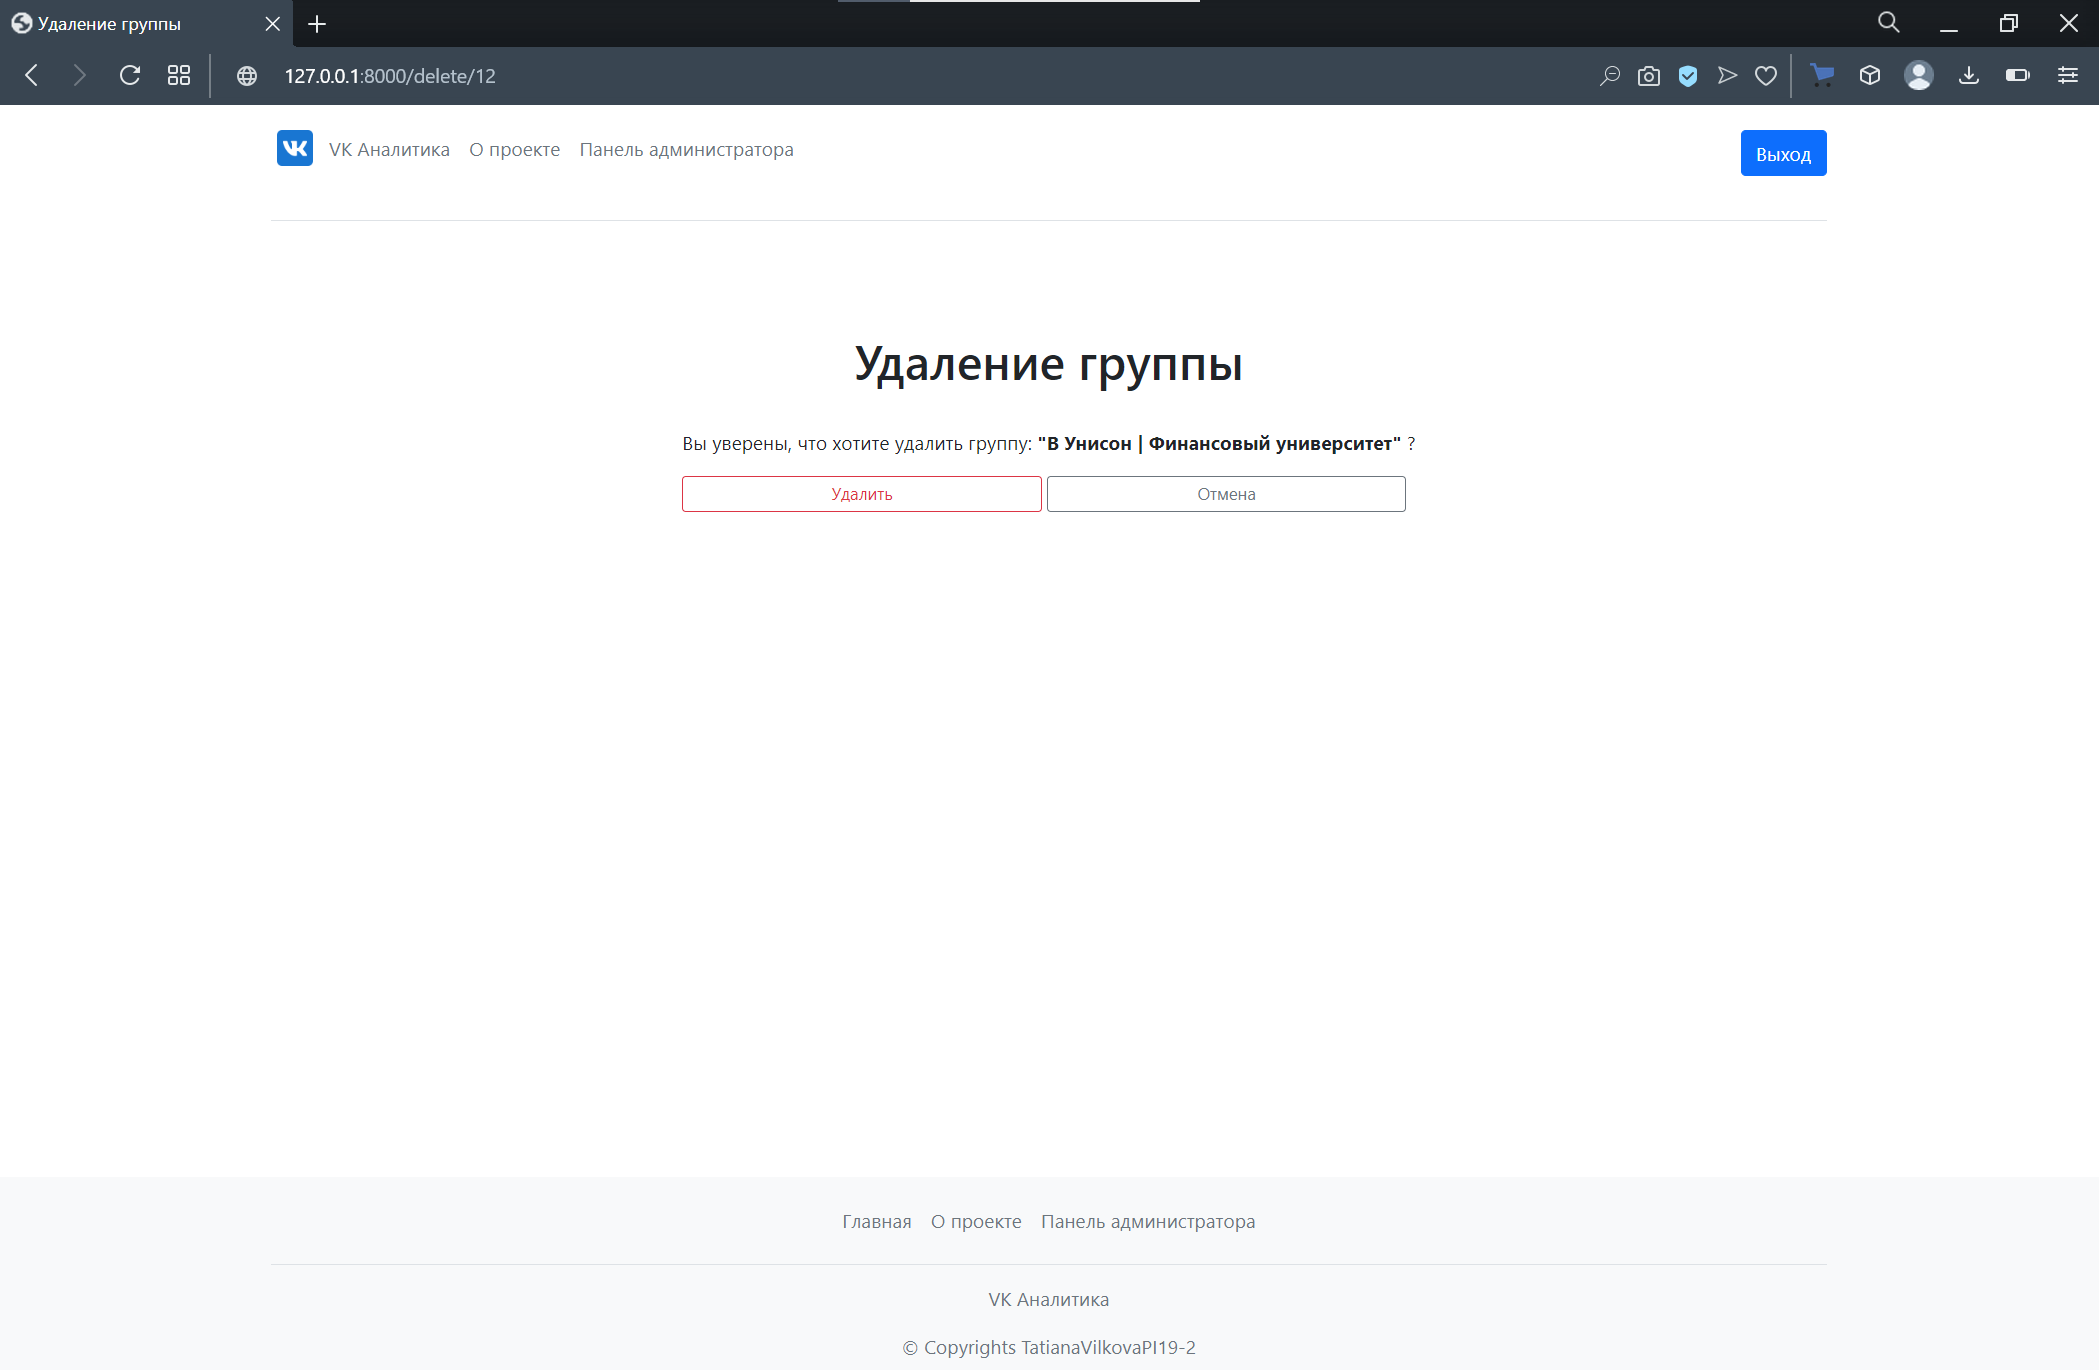 Удаление группы
127.0.0.1:8000/delete/12
VK Аналитика О проекте Панель администратора Выход
Удаление группы
Вы уверены, что хотите удалить группу: "В Унисон | Финансовый университет" ?
Удалить Отмена
Главная О проекте Панель администратора
VK Аналитика
© Copyrights TatianaVilkovaPI19-2